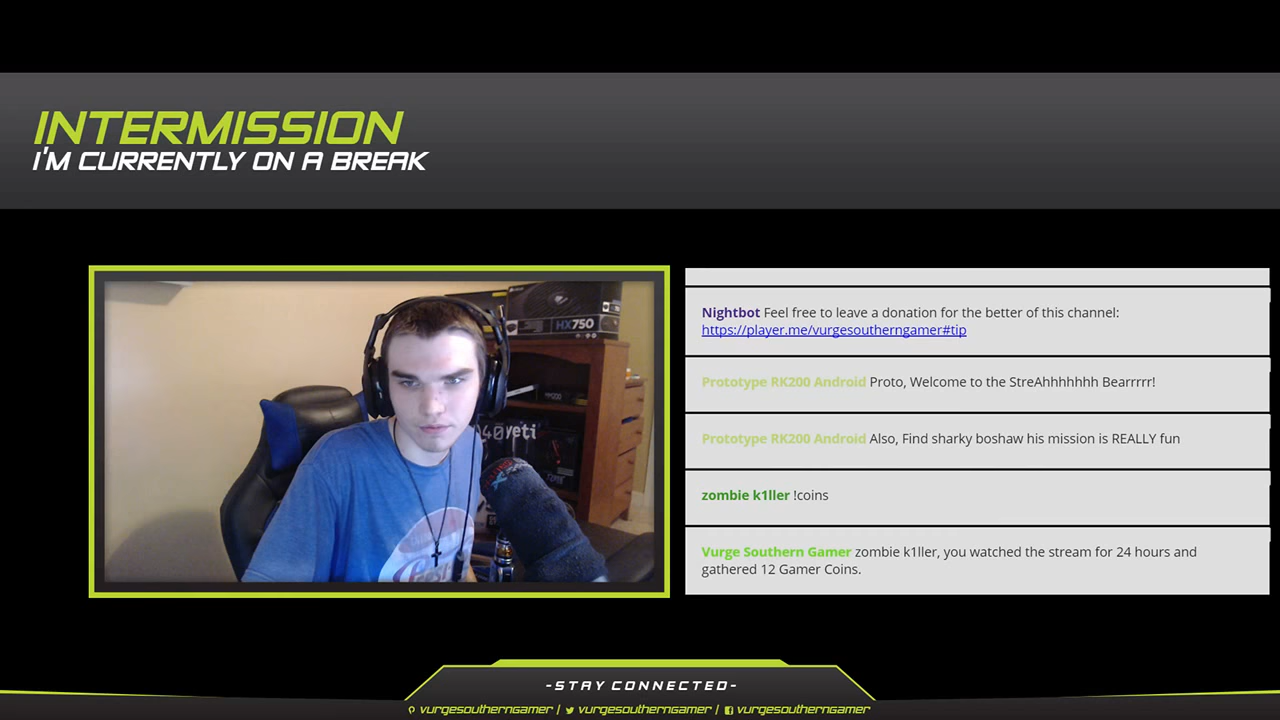 INTERMISSION
I'M CURRENTLY ON A BREAK
HX750
40 yeti
Nightbot Feel free to leave a donation for the better of this channel:
https://player.me/vurgesoutherngamer#tip
Prototype RK200 Android Proto, Welcome to the StreAhhhhhhh Bearrrrr!
Prototype RK200 Android Also, Find sharky boshaw his mission is REALLY fun
zombie k1ller !coins
Vurge Southern Gamer zombie k1ller, you watched the stream for 24 hours and
gathered 12 Gamer Coins.
-STAY CONNECTED-
vurgesoutherngamer | vurgesoutherngamer | vurgesoutherngamer